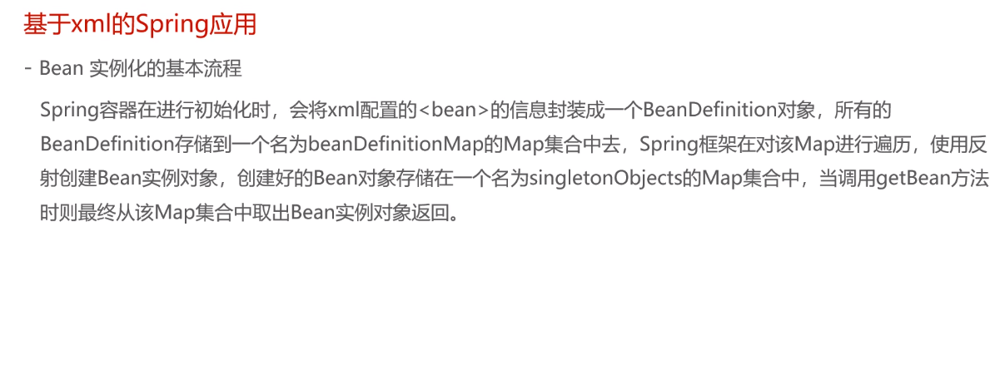 基于xml的Spring应用
- Bean 实例化的基本流程
Spring容器在进行初始化时，会将xml配置的<bean>的信息封装成一个BeanDefinition对象，所有的
BeanDefinition存储到一个名为beanDefinitionMap的Map集合中去，Spring框架在对该Map进行遍历，使用反
射创建Bean实例对象，创建好的Bean对象存储在一个名为singletonObjects的Map集合中，当调用getBean方法
时则最终从该Map集合中取出Bean实例对象返回。